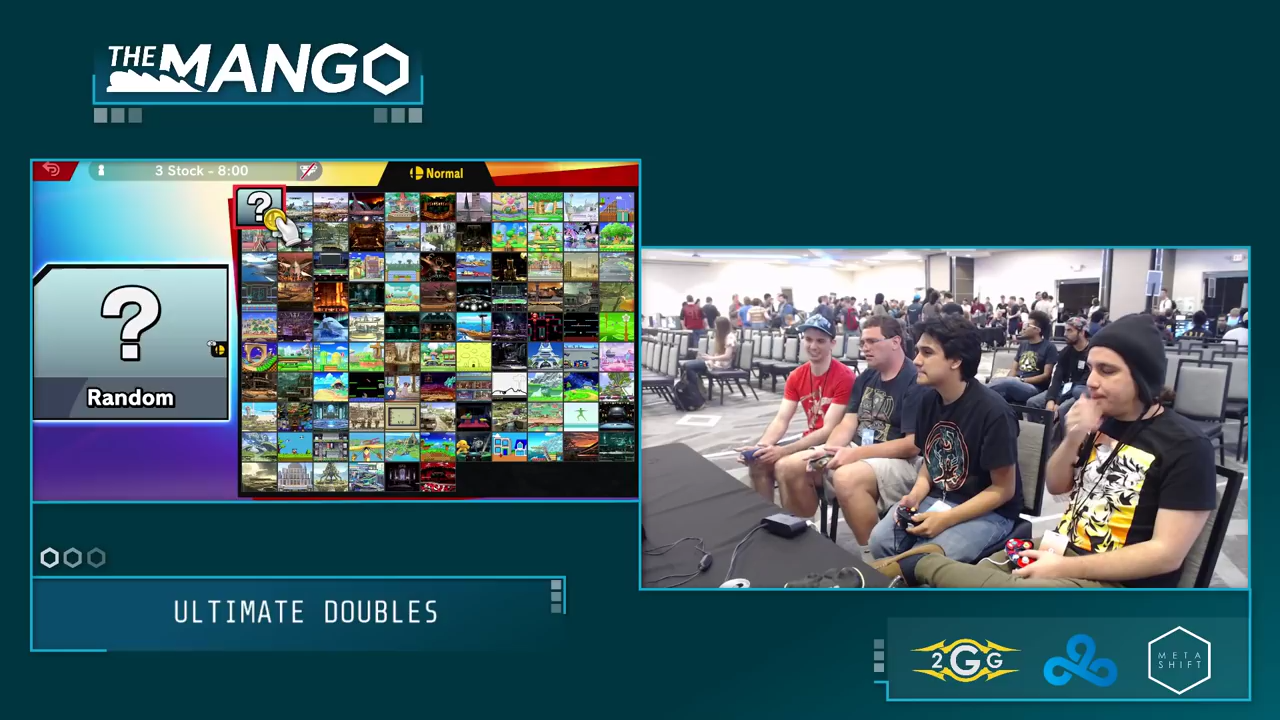 THE MANGO
3 Stock - 8:00
Normal
?
?
Random
ULTIMATE DOUBLES
2GG
META
SHIFT